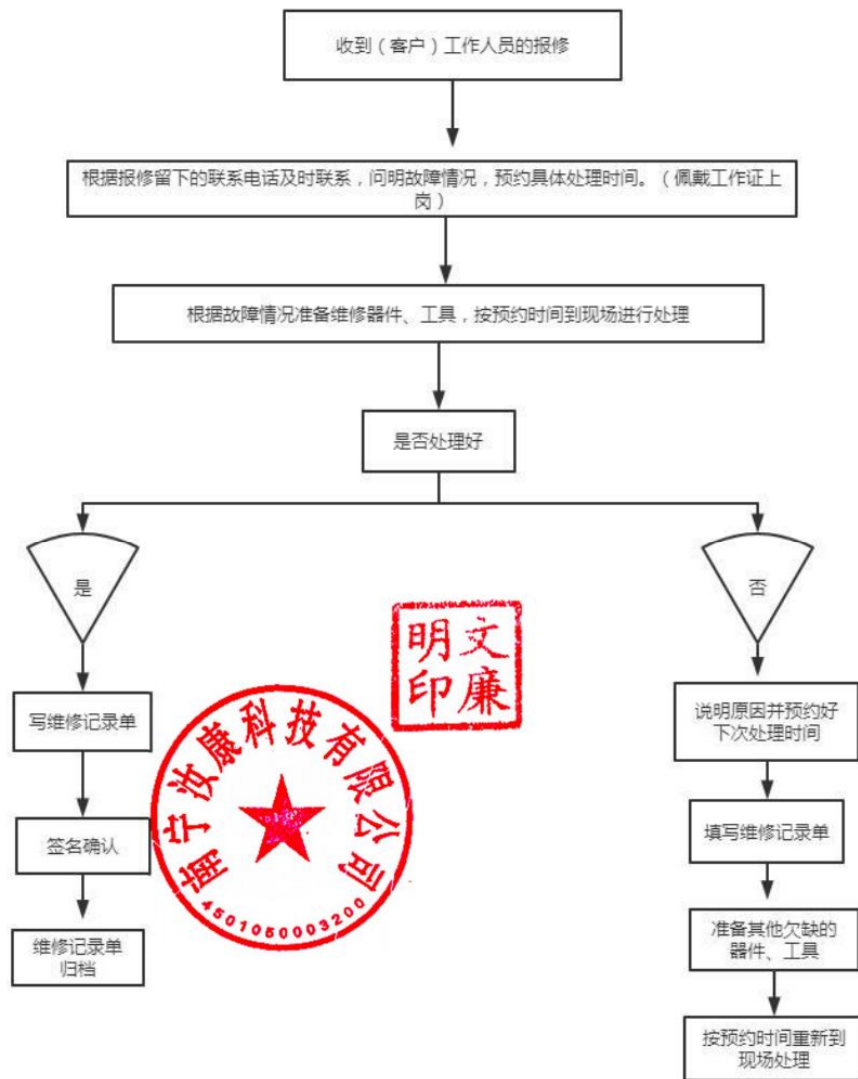 收到（客户）工作人员的报修
根据报修留下的联系电话及时联系，问明故障情况，预约具体处理时间。（佩戴工作证上
岗）
根据故障情况准备维修器件、工具，按预约时间到现场进行处理
是否处理好
是
否
写维修记录单
签名确认
维修记录单
归档
说明原因并预约好
下次处理时间
填写维修记录单
准备其他欠缺的
器件、工具
按预约时间重新到
现场处理
文廉
明印
南宁汝康科技有限公司
4501050003200